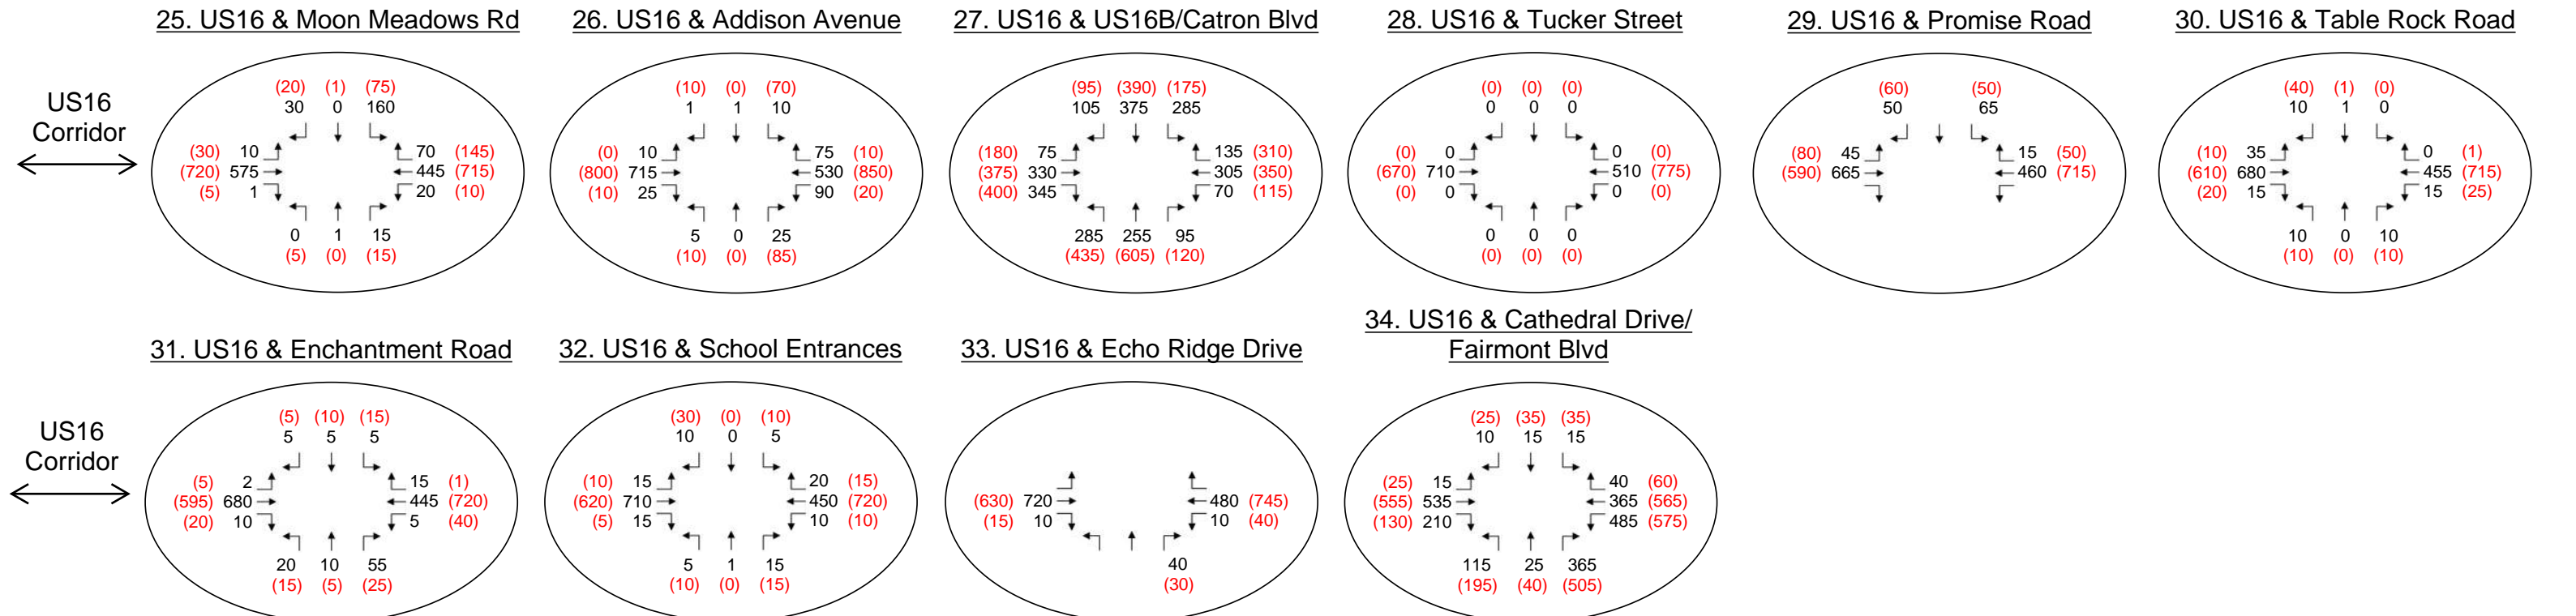 25. US16 & Moon Meadows Rd
26. US16 & Addison Avenue
27. US16 & US16B/Catron Blvd
28. US16 & Tucker Street
29. US16 & Promise Road
30. US16 & Table Rock Road
US16
Corridor
(20) (1) (75)
30 0 160
(30) 10
(720) 575
(5) 1
70 (145)
445 (715)
20 (10)
0 1 15
(5) (0) (15)
(10) (0) (70)
1 1 10
(0) 10
(800) 715
(10) 25
75 (10)
530 (850)
90 (20)
5 0 25
(10) (0) (85)
(95) (390) (175)
105 375 285
(180) 75
(375) 330
(400) 345
135 (310)
305 (350)
70 (115)
285 255 95
(435) (605) (120)
(0) (0) (0)
0 0 0
(0) 0
(670) 710
(0) 0
0 (0)
510 (775)
0 (0)
0 0 0
(0) (0) (0)
(60) (50)
50 65
(80) 45
(590) 665
15 (50)
460 (715)
(40) (1) (0)
10 1 0
(10) 35
(610) 680
(20) 15
0 (1)
455 (715)
15 (25)
10 0 10
(10) (0) (10)
31. US16 & Enchantment Road
32. US16 & School Entrances
33. US16 & Echo Ridge Drive
34. US16 & Cathedral Drive/
Fairmont Blvd
US16
Corridor
(5) (10) (15)
5 5 5
(5) 2
(595) 680
(20) 10
15 (1)
445 (720)
5 (40)
20 10 55
(15) (5) (25)
(30) (0) (10)
10 0 5
(10) 15
(620) 710
(5) 15
20 (15)
450 (720)
10 (10)
5 1 15
(10) (0) (15)
(630) 720
(15) 10
480 (745)
10 (40)
40
(30)
(25) (35) (35)
10 15 15
(25) 15
(555) 535
(130) 210
40 (60)
365 (565)
485 (575)
115 25 365
(195) (40) (505)